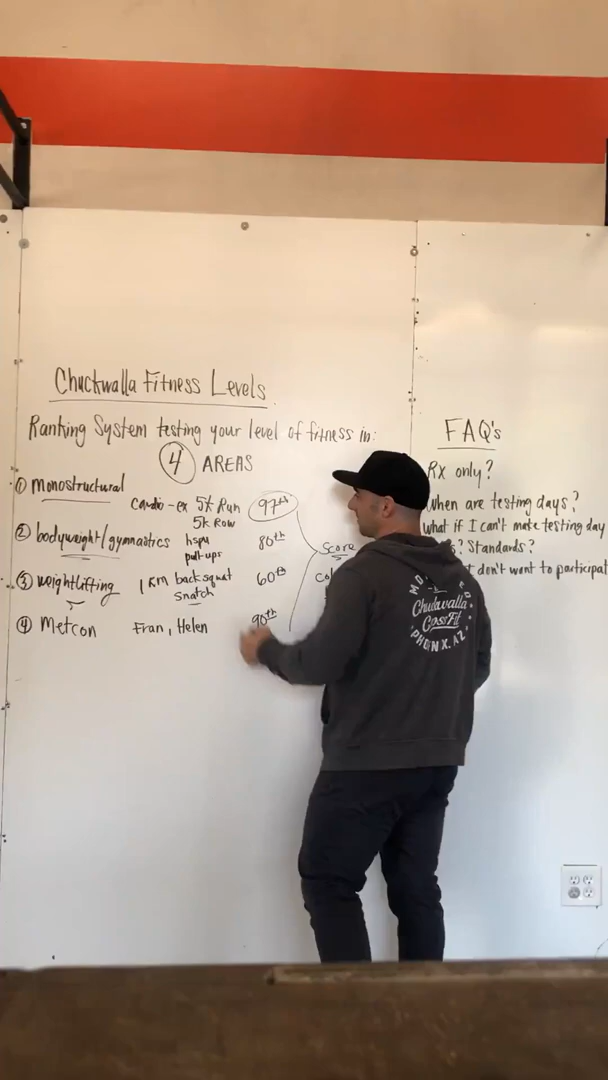 Chuckwalla Fitness Levels
Ranking System testing your level of fitness in:
4 AREAS
① monostructural
cardio - ex 5k Run 97th
5k Row
② bodyweight/gymnastics hspu 80th
pull-ups
③ weightlifting 1RM back squat 60th
snatch
④ Metcon Fran, Helen 90th
Score
Co
FAQ's
Rx only?
When are testing days?
what if I can't make testing day
? Standards?
don't want to participat
Chuckwalla
CrossFit
PHOENIX, AZ